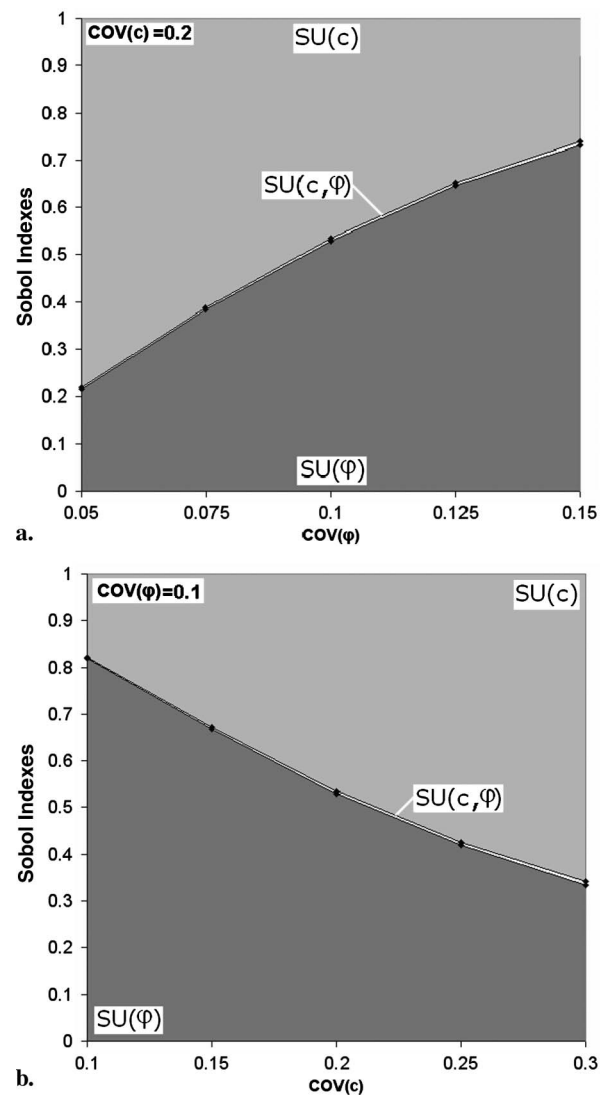 COV(c)=0.2
SU(c)
1
0.9
0.8
0.7
0.6
0.5
0.4
0.3
0.2
0.1
0
Sobol Indexes
SU(c,φ)
SU(φ)
0.05 0.075 0.1 0.125 0.15
COV(φ)
a.
COV(φ)=0.1
SU(c)
1
0.9
0.8
0.7
0.6
0.5
0.4
0.3
0.2
0.1
0
Sobol Indexes
SU(c,φ)
SU(φ)
0.1 0.15 0.2 0.25 0.3
COV(c)
b.